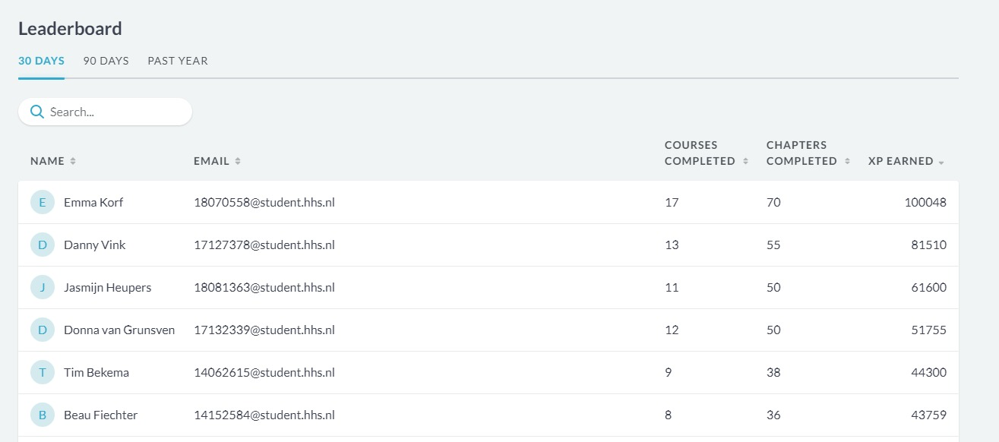 Leaderboard
30 DAYS 90 DAYS PAST YEAR
Search...
NAME EMAIL COURSES COMPLETED CHAPTERS COMPLETED XP EARNED
E Emma Korf 18070558@student.hhs.nl 17 70 100048
D Danny Vink 17127378@student.hhs.nl 13 55 81510
J Jasmijn Heupers 18081363@student.hhs.nl 11 50 61600
D Donna van Grunsven 17132339@student.hhs.nl 12 50 51755
T Tim Bekema 14062615@student.hhs.nl 9 38 44300
B Beau Fiechter 14152584@student.hhs.nl 8 36 43759